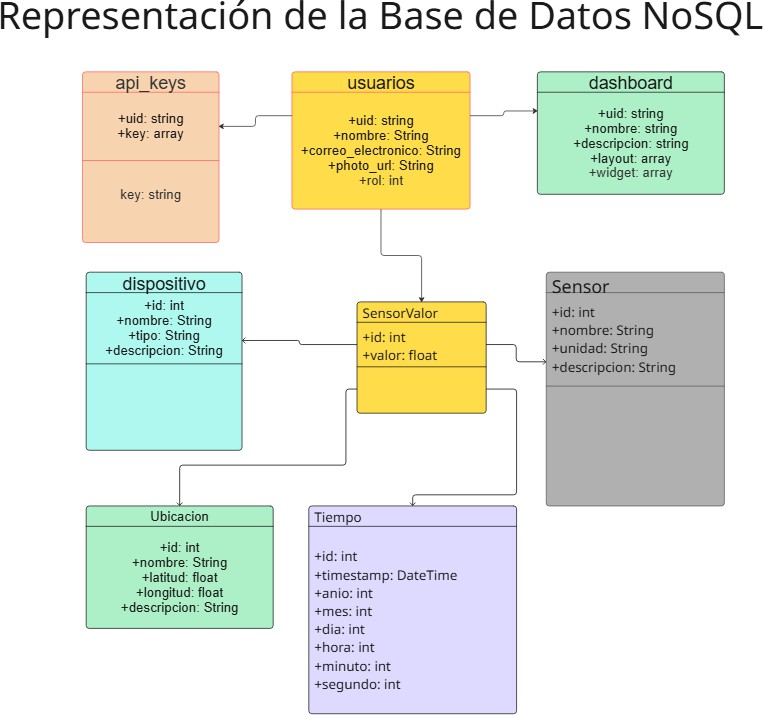 Representación de la Base de Datos NoSQL
api_keys
+uid: string
+key: array
key: string
usuarios
+uid: string
+nombre: String
+correo_electronico: String
+photo_url: String
+rol: int
dashboard
+uid: string
+nombre: string
+descripcion: string
+layout: array
+widget: array
dispositivo
+id: int
+nombre: String
+tipo: String
+descripcion: String
SensorValor
+id: int
+valor: float
Sensor
+id: int
+nombre: String
+unidad: String
+descripcion: String
Ubicacion
+id: int
+nombre: String
+latitud: float
+longitud: float
+descripcion: String
Tiempo
+id: int
+timestamp: DateTime
+anio: int
+mes: int
+dia: int
+hora: int
+minuto: int
+segundo: int